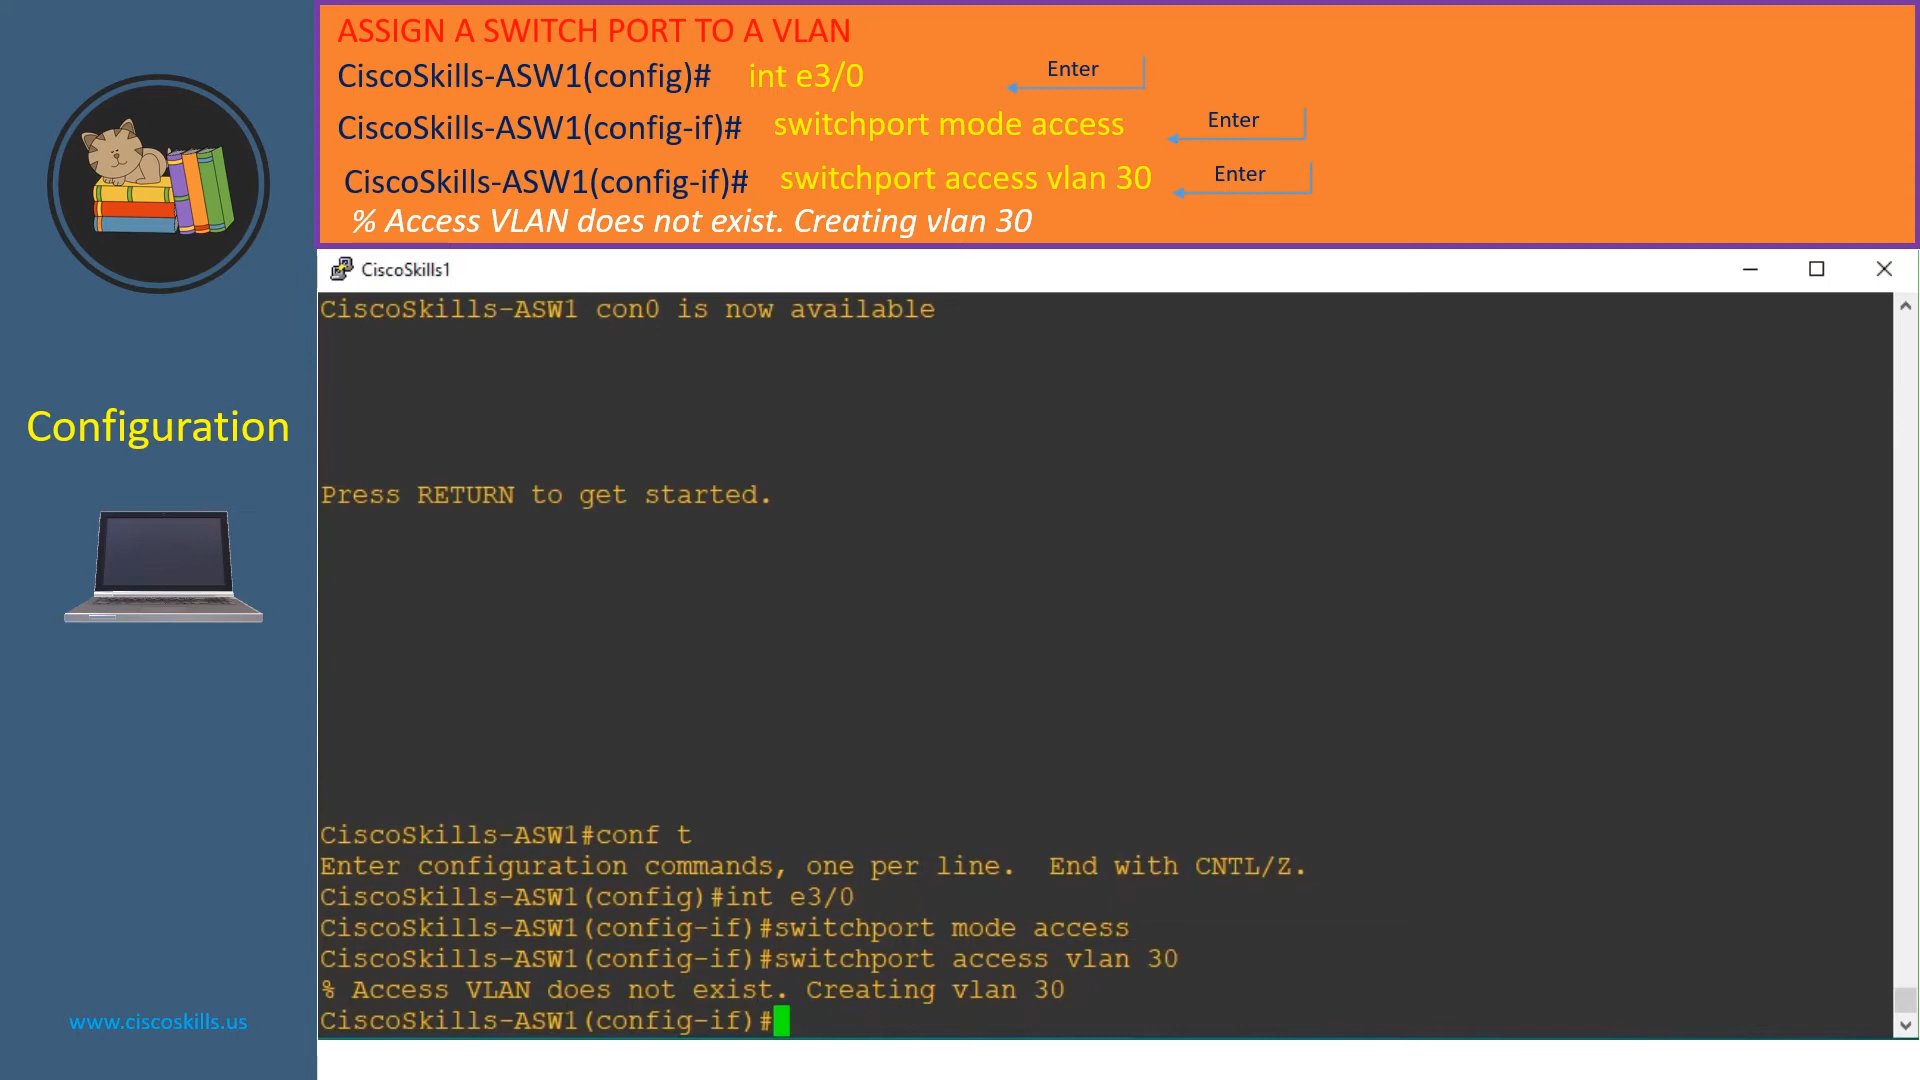 ASSIGN A SWITCH PORT TO A VLAN
CiscoSkills-ASW1(config)# int e3/0 Enter
CiscoSkills-ASW1(config-if)# switchport mode access Enter
CiscoSkills-ASW1(config-if)# switchport access vlan 30 Enter
% Access VLAN does not exist. Creating vlan 30
CiscoSkills1
CiscoSkills-ASW1 con0 is now available
Press RETURN to get started.
CiscoSkills-ASW1#conf t
Enter configuration commands, one per line.  End with CNTL/Z.
CiscoSkills-ASW1(config)#int e3/0
CiscoSkills-ASW1(config-if)#switchport mode access
CiscoSkills-ASW1(config-if)#switchport access vlan 30
% Access VLAN does not exist. Creating vlan 30
CiscoSkills-ASW1(config-if)#
Configuration
www.ciscoskills.us